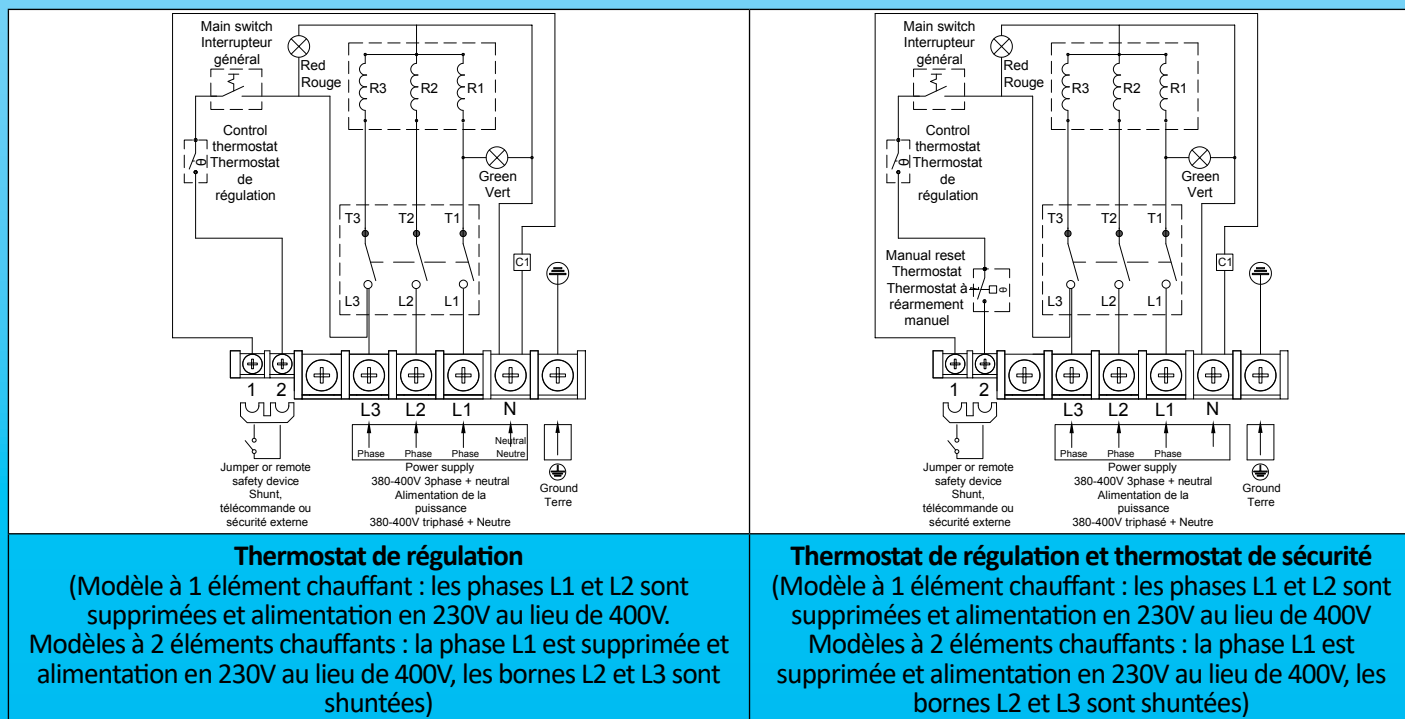 Main switch
Interrupteur
général
Red
Rouge
R3
R2
R1
Control
thermostat
Thermostat
de
régulation
θ
Green
Vert
T3
T2
T1
C1
L3
L2
L1
1
2
L3
L2
L1
N
Phase
Phase
Phase
Neutral
Neutre
Jumper or remote
safety device
Shunt,
télécommande ou
sécurité externe
Power supply
380-400V 3phase + neutral
Alimentation de la
puissance
380-400V triphasé + Neutre
Ground
Terre
Thermostat de régulation
(Modèle à 1 élément chauffant : les phases L1 et L2 sont
supprimées et alimentation en 230V au lieu de 400V.
Modèles à 2 éléments chauffants : la phase L1 est supprimée et
alimentation en 230V au lieu de 400V, les bornes L2 et L3 sont
shuntées)
Main switch
Interrupteur
général
Red
Rouge
R3
R2
R1
Control
thermostat
Thermostat
de
régulation
θ
Green
Vert
T3
T2
T1
Manual reset
Thermostat
Thermostat à
réarmement
manuel
θ
C1
L3
L2
L1
1
2
L3
L2
L1
N
Phase
Phase
Phase
Jumper or remote
safety device
Shunt,
télécommande ou
sécurité externe
Power supply
380-400V 3phase + neutral
Alimentation de la
puissance
380-400V triphasé + Neutre
Ground
Terre
Thermostat de régulation et thermostat de sécurité
(Modèle à 1 élément chauffant : les phases L1 et L2 sont
supprimées et alimentation en 230V au lieu de 400V
Modèles à 2 éléments chauffants : la phase L1 est
supprimée et alimentation en 230V au lieu de 400V, les
bornes L2 et L3 sont shuntées)